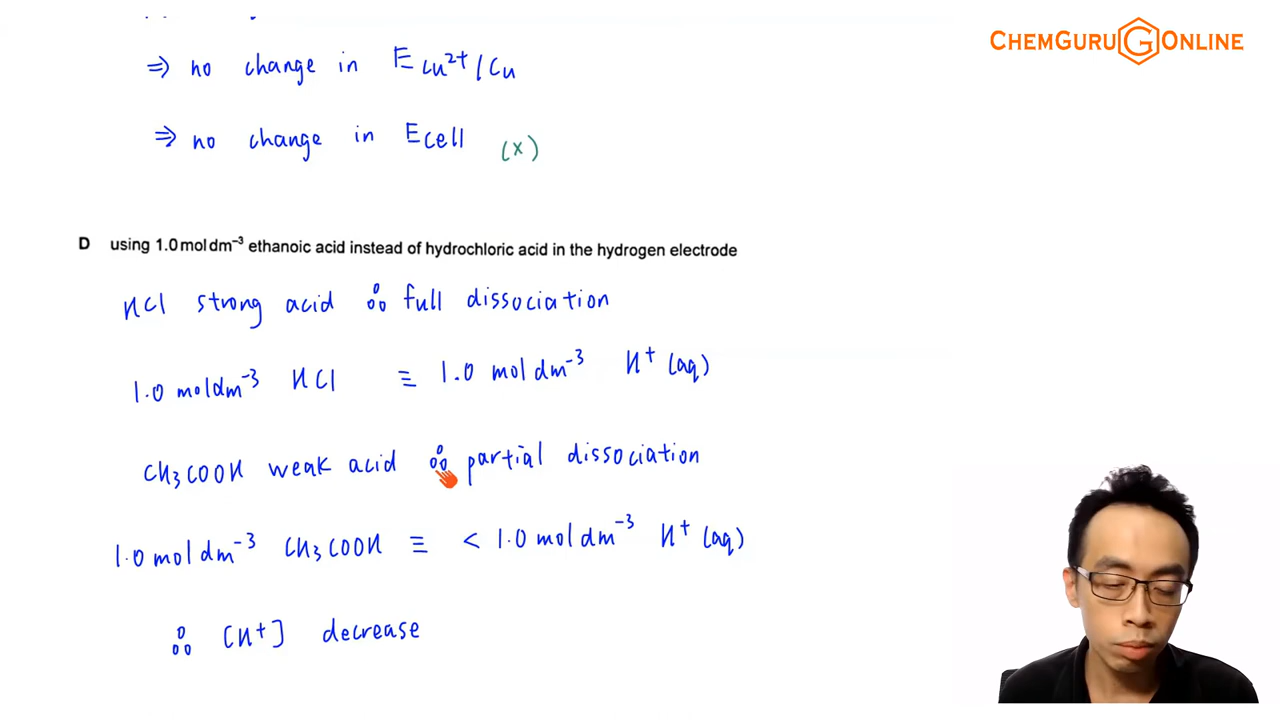 CHEMGURU G ONLINE
⇒ no change in E Cu²⁺/Cu
⇒ no change in Ecell (x)
D using 1.0 mol dm⁻³ ethanoic acid instead of hydrochloric acid in the hydrogen electrode
HCl strong acid ∴ full dissociation
1.0 mol dm⁻³ HCl ≡ 1.0 mol dm⁻³ H⁺ (aq)
CH₃COOH weak acid ∴ partial dissociation
1.0 mol dm⁻³ CH₃COOH ≡ < 1.0 mol dm⁻³ H⁺ (aq)
∴ [H⁺] decrease